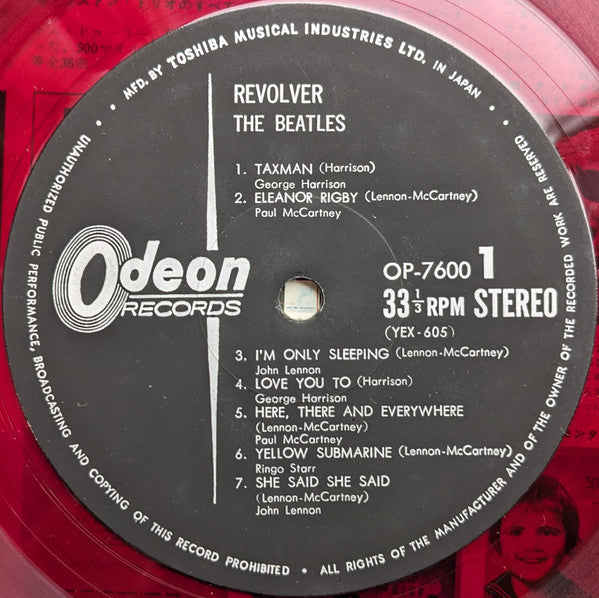 • MFD. BY TOSHIBA MUSICAL INDUSTRIES LTD. IN JAPAN •
REVOLVER
THE BEATLES
1. TAXMAN (Harrison)
George Harrison
2. ELEANOR RIGBY (Lennon-McCartney)
Paul McCartney
Odeon
RECORDS
OP-7600 1
33 1/3 RPM STEREO
(YEX-605)
3. I'M ONLY SLEEPING (Lennon-McCartney)
John Lennon
4. LOVE YOU TO (Harrison)
George Harrison
5. HERE, THERE AND EVERYWHERE
(Lennon-McCartney)
Paul McCartney
6. YELLOW SUBMARINE (Lennon-McCartney)
Ringo Starr
7. SHE SAID SHE SAID
(Lennon-McCartney)
John Lennon
UNAUTHORIZED PUBLIC PERFORMANCE, BROADCASTING AND COPYING OF THIS RECORD PROHIBITED • ALL RIGHTS OF THE MANUFACTURER AND OF THE OWNER OF THE RECORDED WORK ARE RESERVED